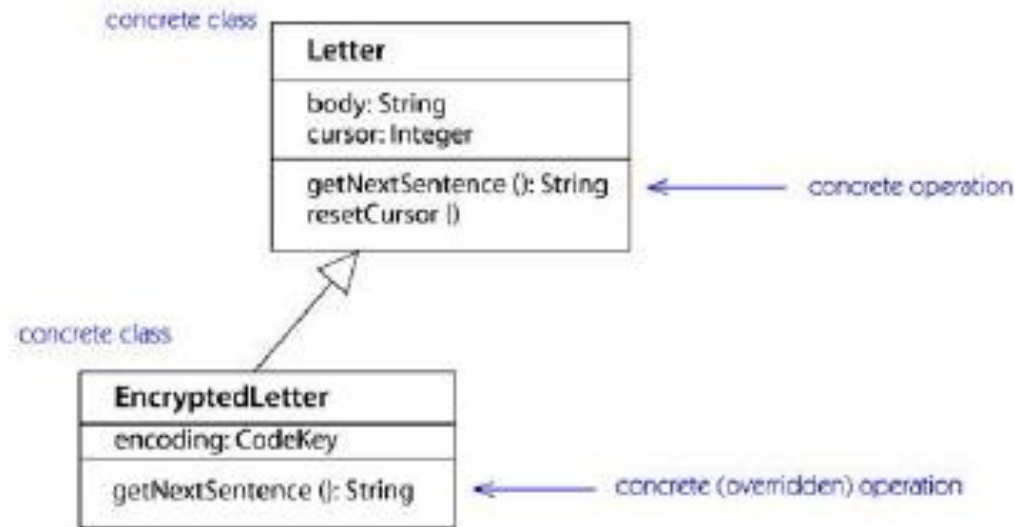 concrete class
Letter
body: String
cursor: Integer
getNextSentence (): String
resetCursor ()
concrete operation
concrete class
EncryptedLetter
encoding: CodeKey
getNextSentence (): String
concrete (overridden) operation